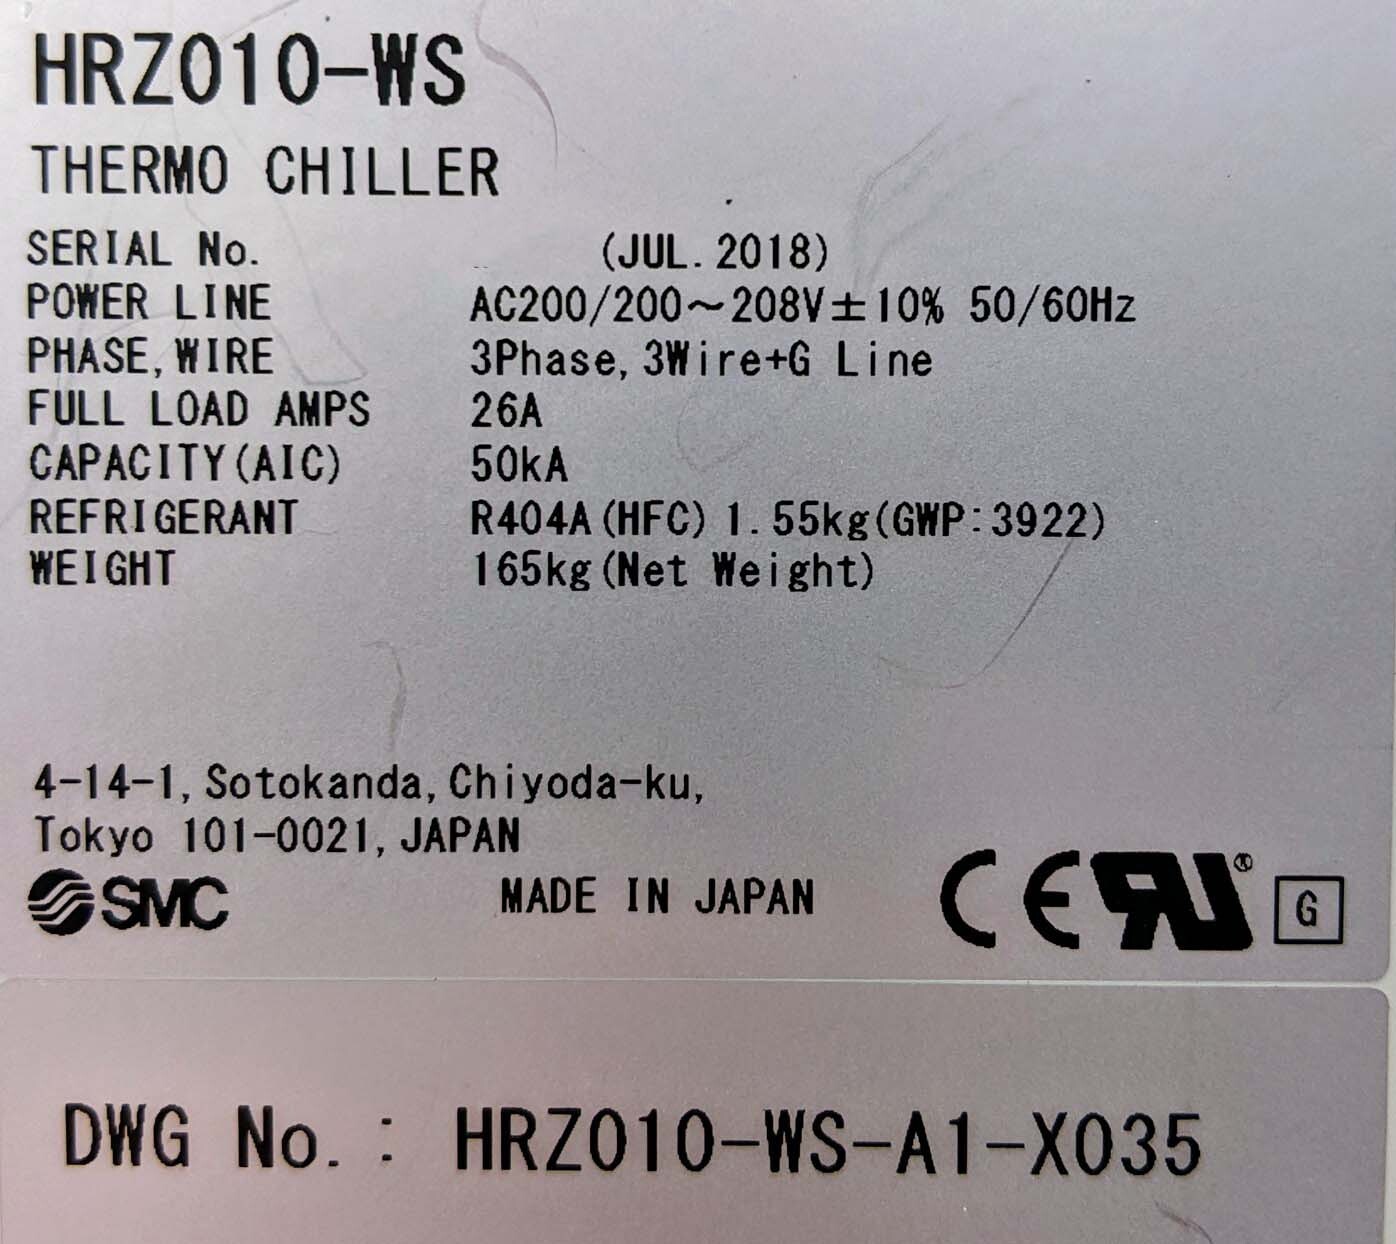 HRZ010-WS
THERMO CHILLER
SERIAL No. (JUL.2018)
POWER LINE AC200/200～208V±10% 50/60Hz
PHASE,WIRE 3Phase,3Wire+G Line
FULL LOAD AMPS 26A
CAPACITY(AIC) 50kA
REFRIGERANT R404A(HFC) 1.55kg(GWP:3922)
WEIGHT 165kg(Net Weight)
4-14-1,Sotokanda,Chiyoda-ku,
Tokyo 101-0021,JAPAN
SMC MADE IN JAPAN CE RU® G
DWG No.: HRZ010-WS-A1-X035